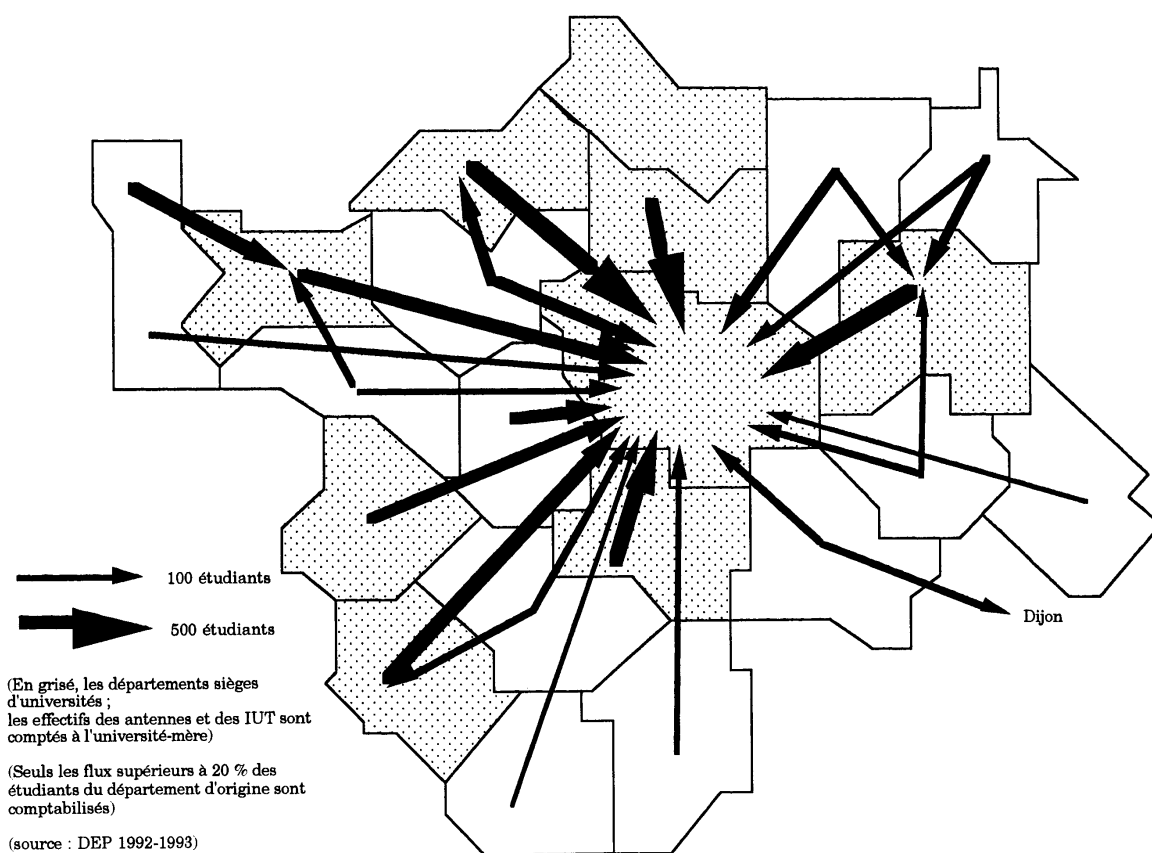 100 étudiants
500 étudiants
Dijon
(En grisé, les départements sièges
d'universités ;
les effectifs des antennes et des IUT sont
comptés à l'université-mère)
(Seuls les flux supérieurs à 20 % des
étudiants du département d'origine sont
comptabilisés)
(source : DEP 1992-1993)